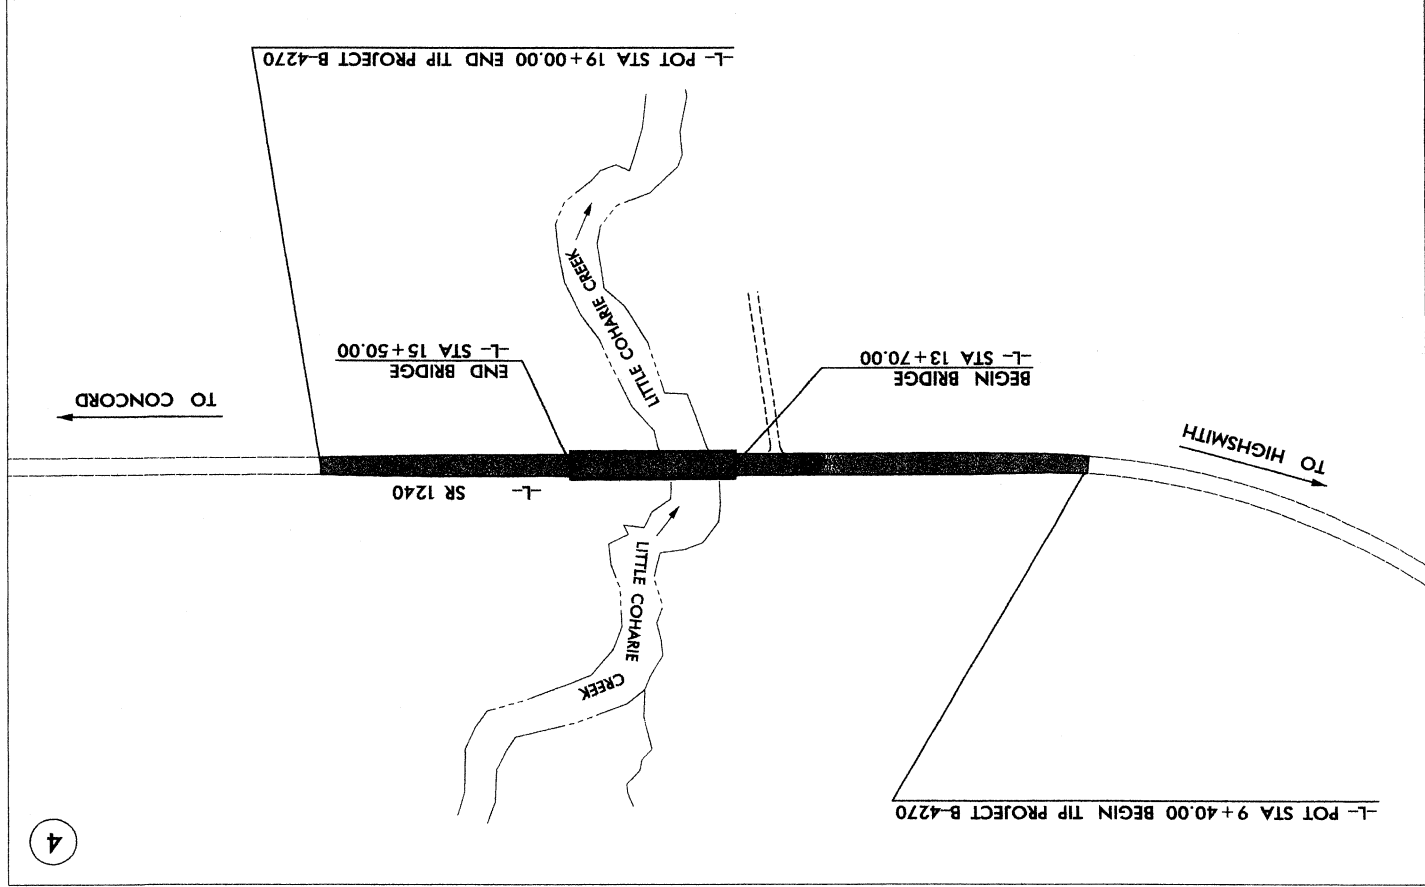 4
-L- POT STA 9+40.00 BEGIN TIP PROJECT B-4270
CREEK
LITTLE COHARIE
-L- SR 1240
TO HIGHSMITH
TO CONCORD
BEGIN BRIDGE
-L- STA 13+70.00
END BRIDGE
-L- STA 15+50.00
LITTLE COHARIE CREEK
-L- POT STA 19+00.00 END TIP PROJECT B-4270